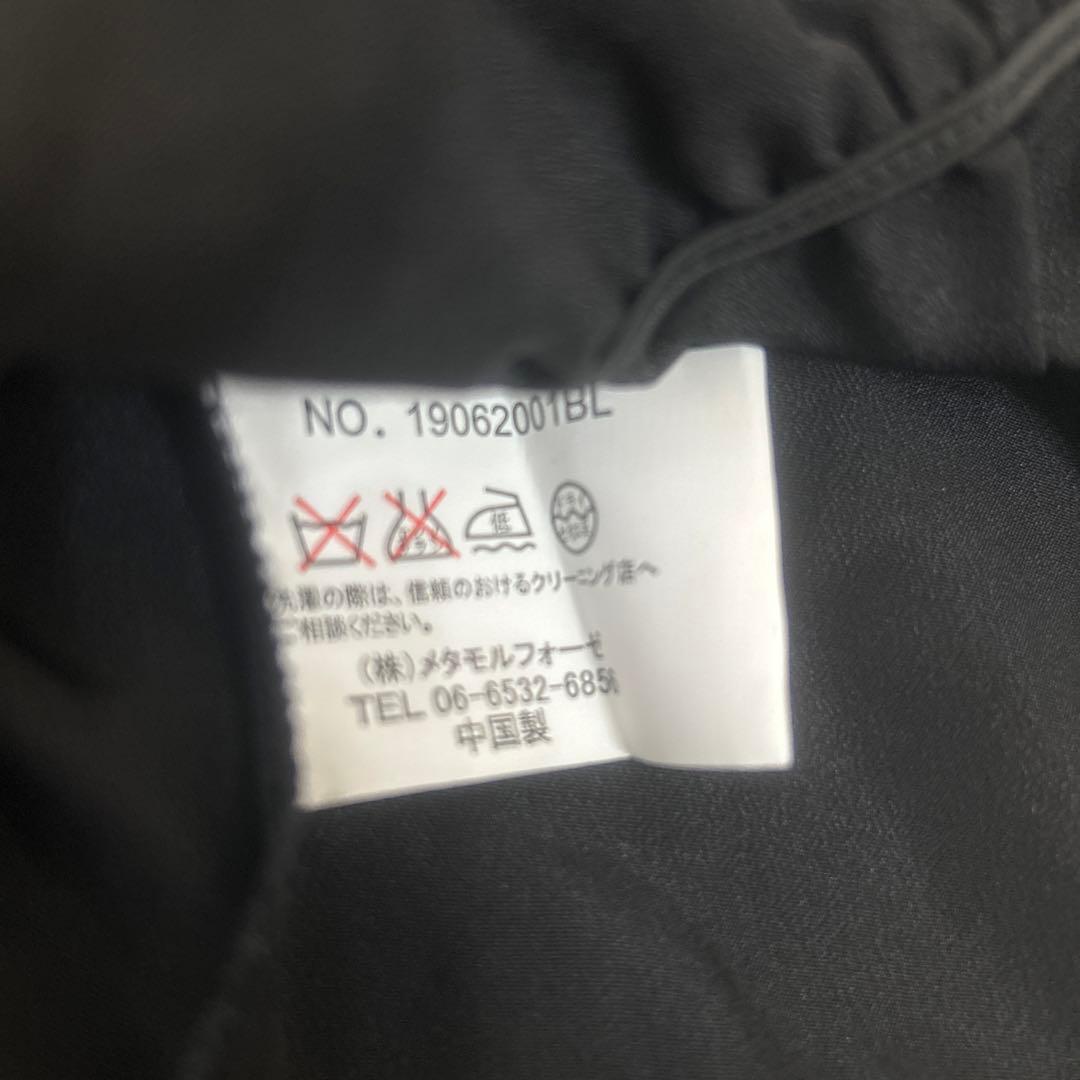 NO. 19062001BL
低
の際は、信頼のおけるクリーニング店へ
ご相談ください。
(株)メタモルフォーゼ
TEL 06-6532-685
中国製